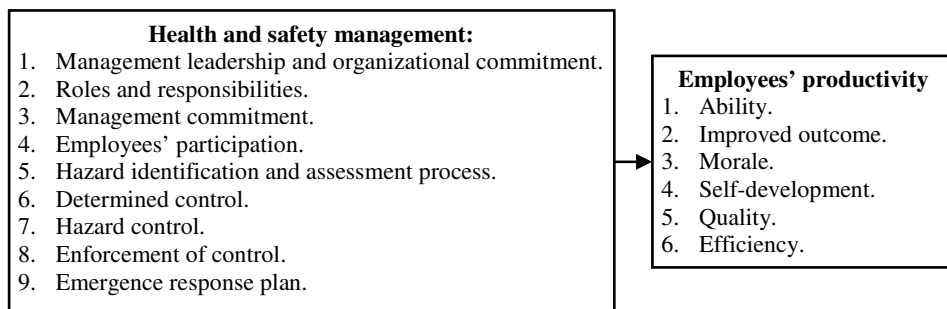 Health and safety management:
1. Management leadership and organizational commitment.
2. Roles and responsibilities.
3. Management commitment.
4. Employees’ participation.
5. Hazard identification and assessment process.
6. Determined control.
7. Hazard control.
8. Enforcement of control.
9. Emergence response plan.
Employees’ productivity
1. Ability.
2. Improved outcome.
3. Morale.
4. Self-development.
5. Quality.
6. Efficiency.